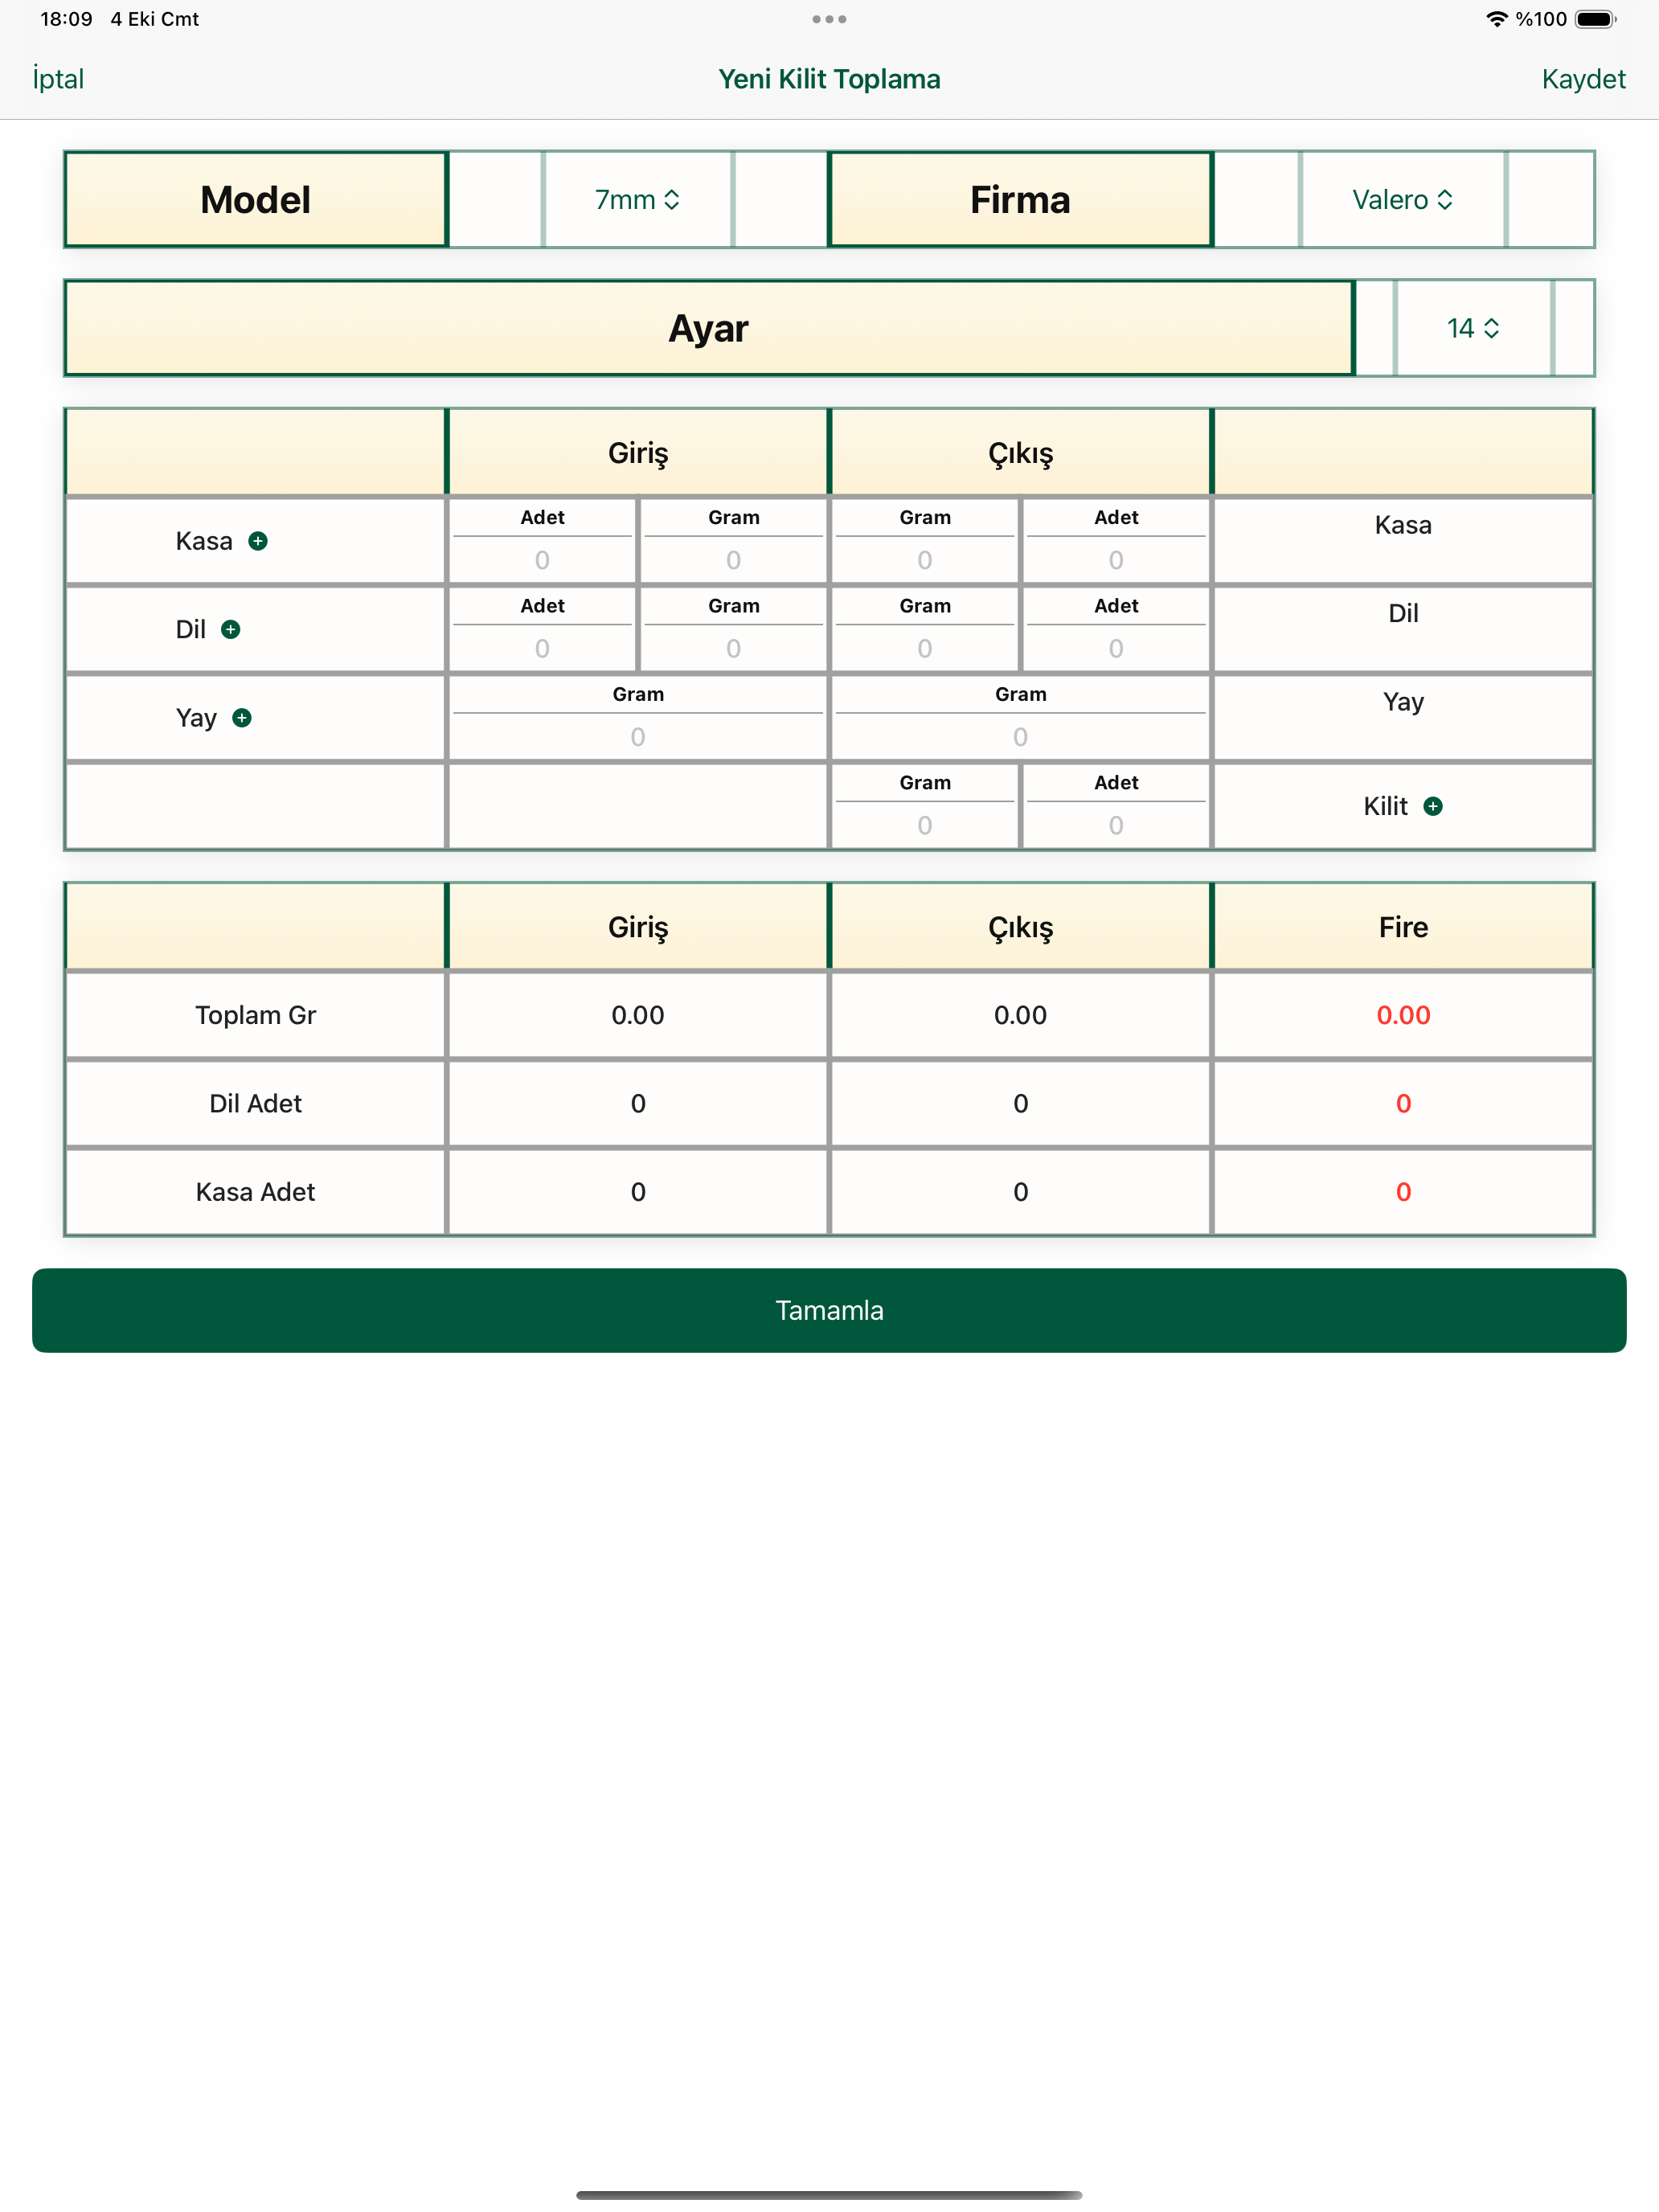 18:09 4 Eki Cmt %100
İptal Yeni Kilit Toplama Kaydet
Model 7mm Firma Valero
Ayar 14
Giriş Çıkış
Adet Gram Gram Adet
Kasa 0 0 0 0 Kasa
Adet Gram Gram Adet
Dil 0 0 0 0 Dil
Gram Gram
Yay 0 0 Yay
Gram Adet
0 0 Kilit
Giriş Çıkış Fire
Toplam Gr 0.00 0.00 0.00
Dil Adet 0 0 0
Kasa Adet 0 0 0
Tamamla